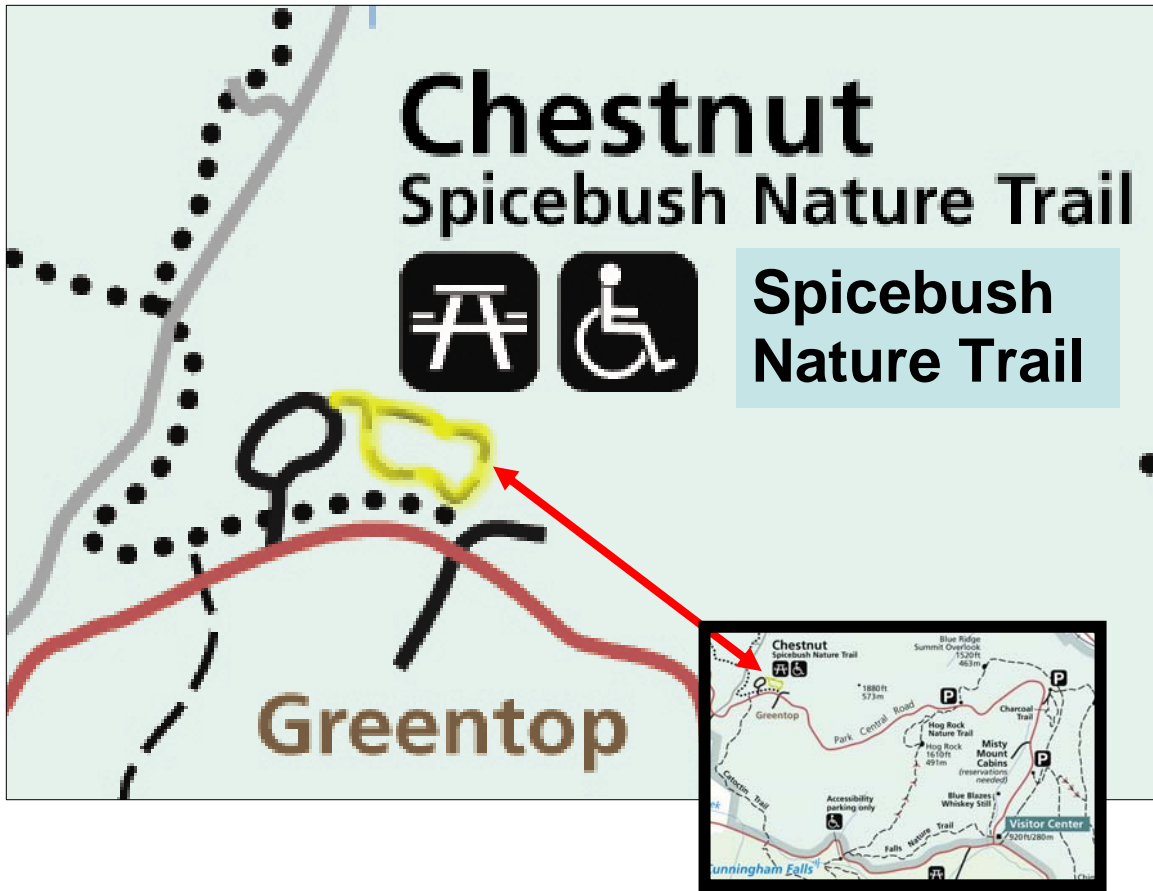 Chestnut
Spicebush Nature Trail
Spicebush
Nature Trail
Greentop
Chestnut
Spicebush Nature Trail
Blue Ridge
Summit Overlook
1520ft
463m
1880ft
573m
P
P
Greentop
Park Central Road
Charcoal
Trail
Hog Rock
Nature Trail
Hog Rock
1610ft
491m
Misty
Mount
Cabins
(reservations
needed)
P
Catoctin Trail
Accessibility
parking only
Blue Blazes
Whiskey Still
Visitor Center
920ft/280m
Falls Nature Trail
Cunningham Falls